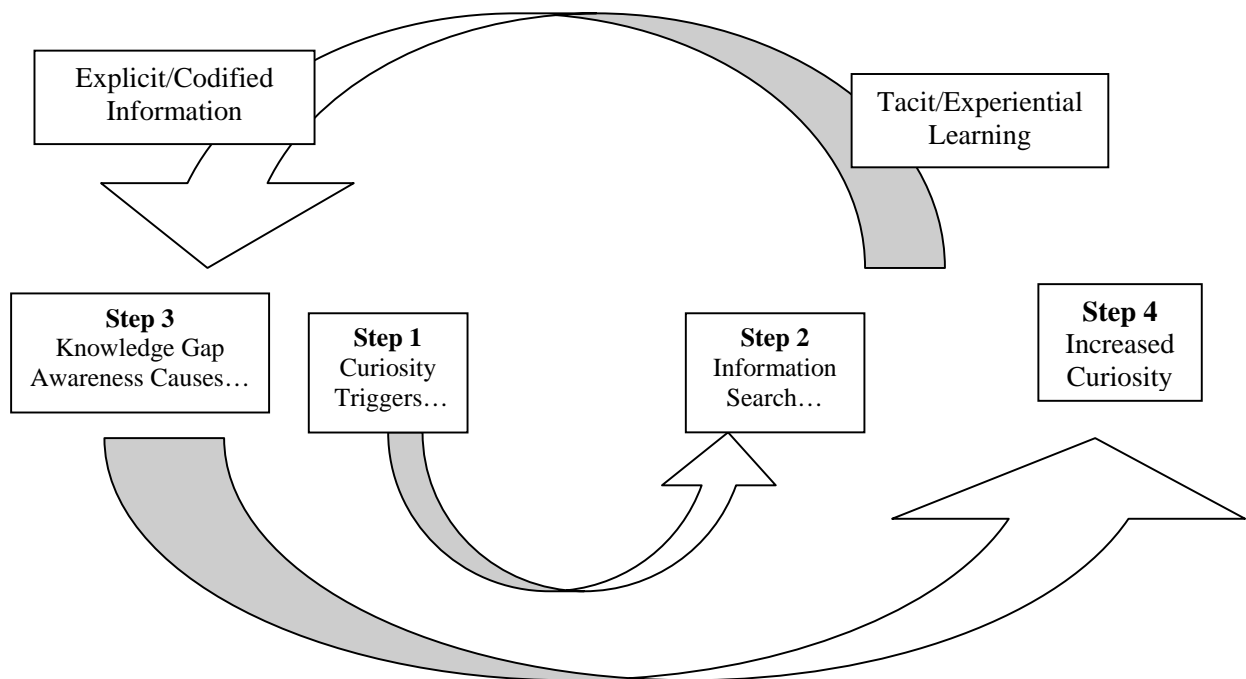 Explicit/Codified
Information
Tacit/Experiential
Learning
Step 3
Knowledge Gap
Awareness Causes…
Step 1
Curiosity
Triggers…
Step 2
Information
Search…
Step 4
Increased
Curiosity